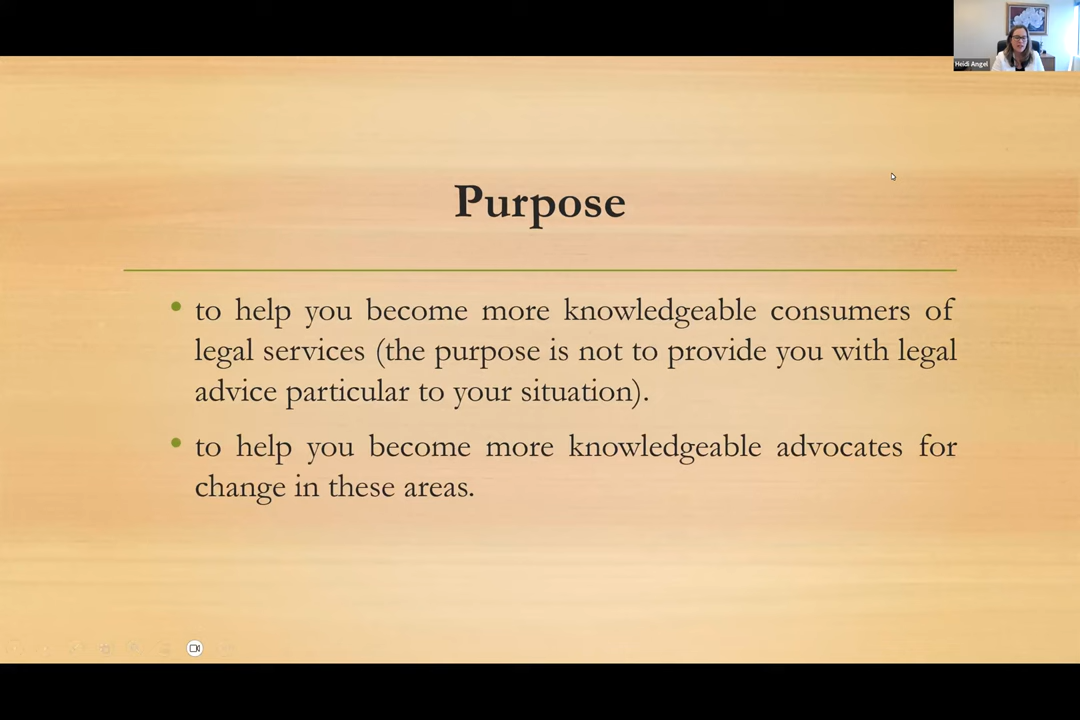 Heidi Angel
Purpose
• to help you become more knowledgeable consumers of
legal services (the purpose is not to provide you with legal
advice particular to your situation).
• to help you become more knowledgeable advocates for
change in these areas.